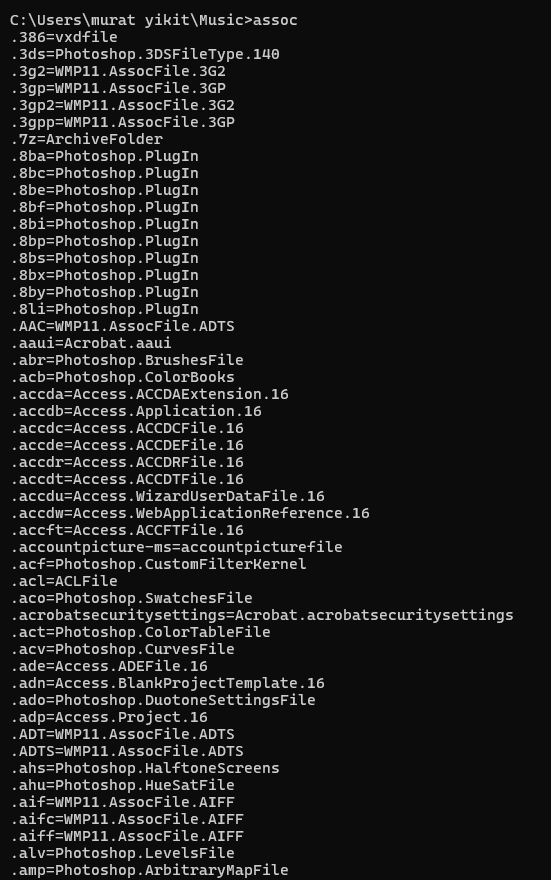 C:\Users\murat yikit\Music>assoc
.386=vxdfile
.3ds=Photoshop.3DSFileType.140
.3g2=WMP11.AssocFile.3G2
.3gp=WMP11.AssocFile.3GP
.3gp2=WMP11.AssocFile.3G2
.3gpp=WMP11.AssocFile.3GP
.7z=ArchiveFolder
.8ba=Photoshop.PlugIn
.8bc=Photoshop.PlugIn
.8be=Photoshop.PlugIn
.8bf=Photoshop.PlugIn
.8bi=Photoshop.PlugIn
.8bp=Photoshop.PlugIn
.8bs=Photoshop.PlugIn
.8bx=Photoshop.PlugIn
.8by=Photoshop.PlugIn
.8li=Photoshop.PlugIn
.AAC=WMP11.AssocFile.ADTS
.aaui=Acrobat.aaui
.abr=Photoshop.BrushesFile
.acb=Photoshop.ColorBooks
.accda=Access.ACCDAExtension.16
.accdb=Access.Application.16
.accdc=Access.ACCDCFile.16
.accde=Access.ACCDEFile.16
.accdr=Access.ACCDRFile.16
.accdt=Access.ACCDTFile.16
.accdu=Access.WizardUserDataFile.16
.accdw=Access.WebApplicationReference.16
.accft=Access.ACCFTFile.16
.accountpicture-ms=accountpicturefile
.acf=Photoshop.CustomFilterKernel
.acl=ACLFile
.aco=Photoshop.SwatchesFile
.acrobatsecuritysettings=Acrobat.acrobatsecuritysettings
.act=Photoshop.ColorTableFile
.acv=Photoshop.CurvesFile
.ade=Access.ADEFile.16
.adn=Access.BlankProjectTemplate.16
.ado=Photoshop.DuotoneSettingsFile
.adp=Access.Project.16
.ADT=WMP11.AssocFile.ADTS
.ADTS=WMP11.AssocFile.ADTS
.ahs=Photoshop.HalftoneScreens
.ahu=Photoshop.HueSatFile
.aif=WMP11.AssocFile.AIFF
.aifc=WMP11.AssocFile.AIFF
.aiff=WMP11.AssocFile.AIFF
.alv=Photoshop.LevelsFile
.amp=Photoshop.ArbitraryMapFile